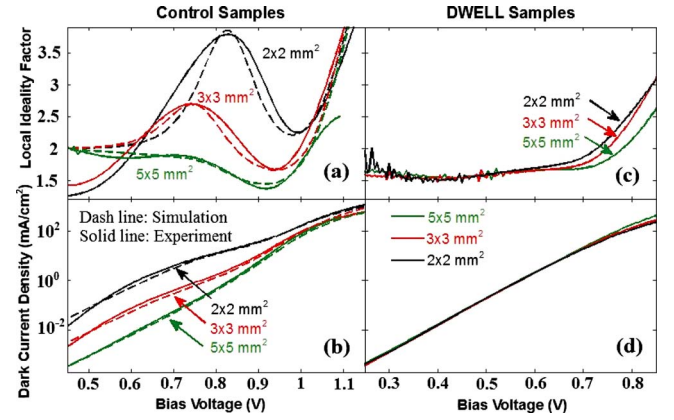 Control Samples
DWELL Samples
Local Ideality Factor
3.5
3
2.5
2
1.5
2x2 mm²
3x3 mm²
5x5 mm²
(a)
2x2 mm²
3x3 mm²
5x5 mm²
(c)
Dark Current Density (mA/cm²)
10²
10⁰
10⁻²
Dash line: Simulation
Solid line: Experiment
2x2 mm²
3x3 mm²
5x5 mm²
(b)
5x5 mm²
3x3 mm²
2x2 mm²
(d)
0.5 0.6 0.7 0.8 0.9 1 1.1
0.3 0.4 0.5 0.6 0.7 0.8
Bias Voltage (V)
Bias Voltage (V)